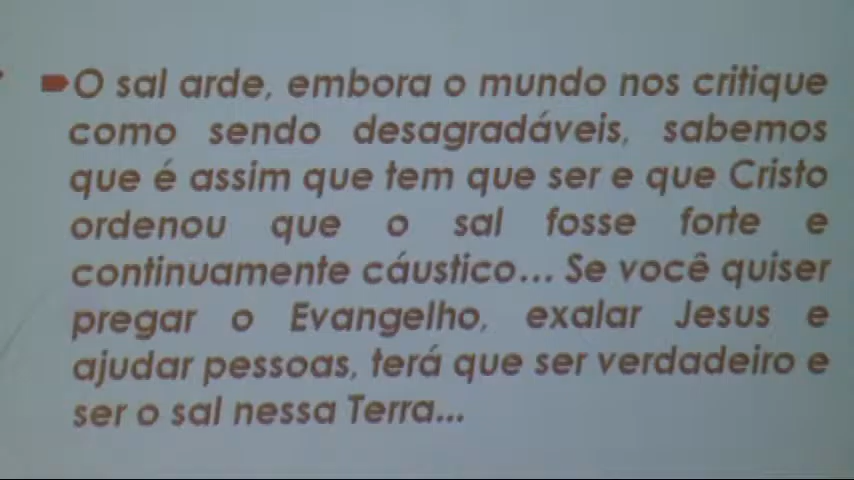 O sal arde, embora o mundo nos critique
como sendo desagradáveis, sabemos
que é assim que tem que ser e que Cristo
ordenou que o sal fosse forte e
continuamente cáustico... Se você quiser
pregar o Evangelho, exalar Jesus e
ajudar pessoas, terá que ser verdadeiro e
ser o sal nessa Terra...